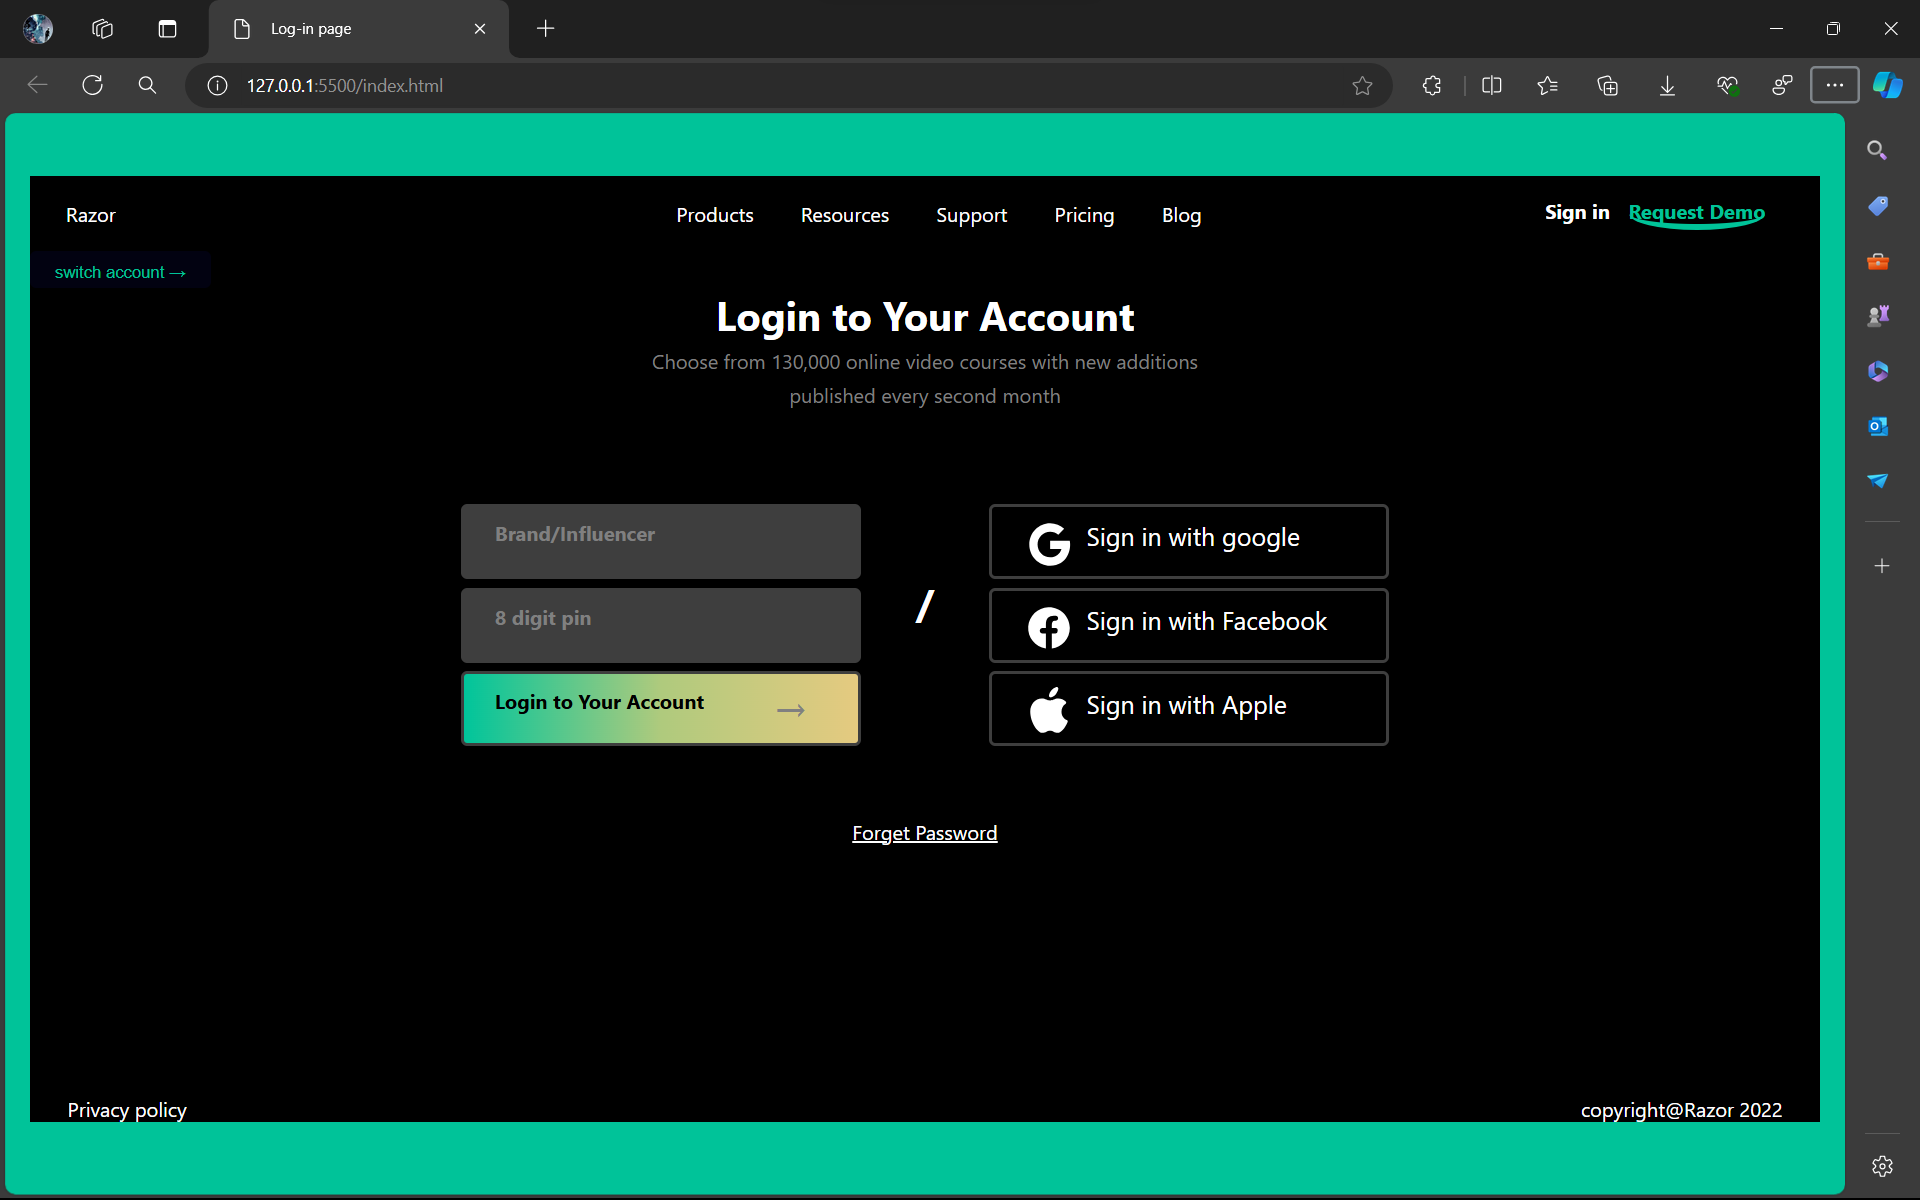 Log-in page
127.0.0.1:5500/index.html
Razor
Products
Resources
Support
Pricing
Blog
Sign in
Request Demo
switch account →
Login to Your Account
Choose from 130,000 online video courses with new additions
published every second month
Brand/Influencer
8 digit pin
Login to Your Account →
/
Sign in with google
Sign in with Facebook
Sign in with Apple
Forget Password
Privacy policy
copyright@Razor 2022